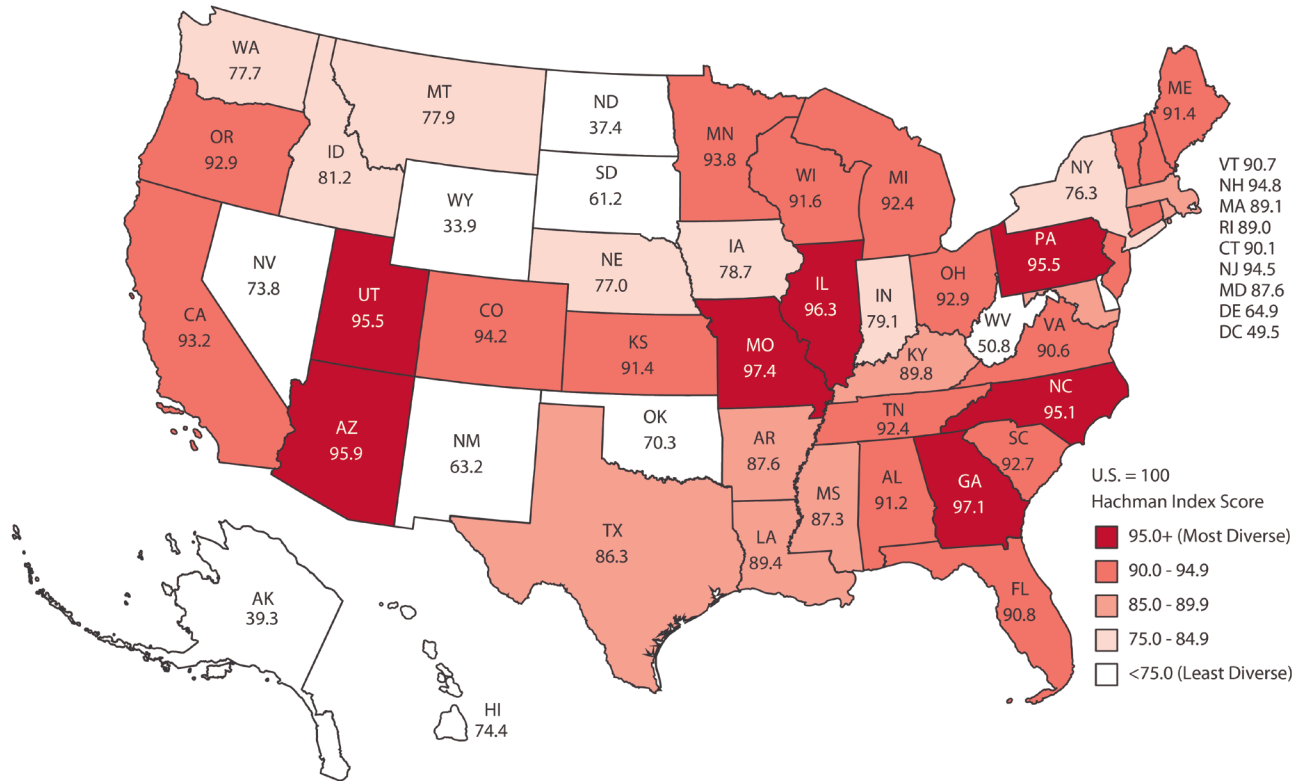 WA
77.7
MT
77.9
ND
37.4
OR
92.9
ID
81.2
WY
33.9
SD
61.2
MN
93.8
WI
91.6
MI
92.4
NY
76.3
ME
91.4
VT 90.7
NH 94.8
MA 89.1
RI 89.0
CT 90.1
NJ 94.5
MD 87.6
DE 64.9
DC 49.5
CA
93.2
NV
73.8
UT
95.5
CO
94.2
NE
77.0
KS
91.4
IA
78.7
MO
97.4
IL
96.3
IN
79.1
OH
92.9
PA
95.5
WV
50.8
VA
90.6
KY
89.8
AZ
95.9
NM
63.2
OK
70.3
AR
87.6
TN
92.4
NC
95.1
SC
92.7
TX
86.3
LA
89.4
MS
87.3
AL
91.2
GA
97.1
FL
90.8
AK
39.3
HI
74.4
U.S. = 100
Hachman Index Score
95.0+ (Most Diverse)
90.0 - 94.9
85.0 - 89.9
75.0 - 84.9
<75.0 (Least Diverse)